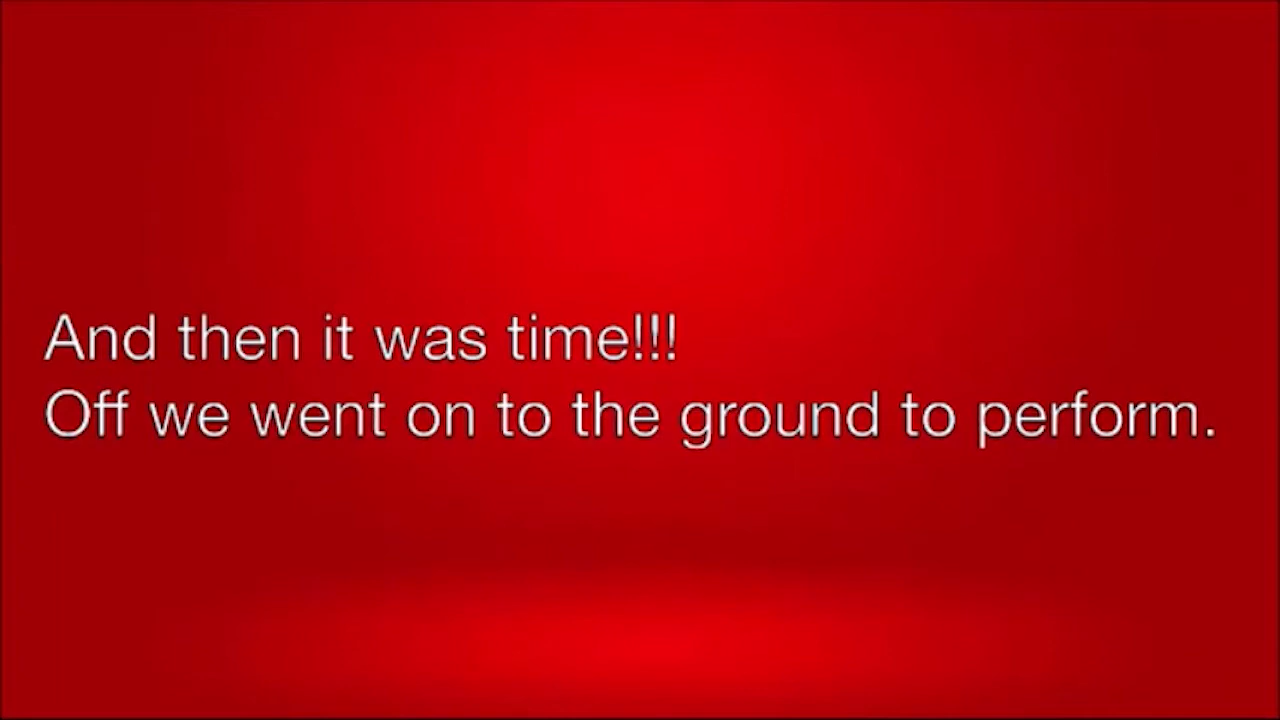 And then it was time!!!
Off we went on to the ground to perform.